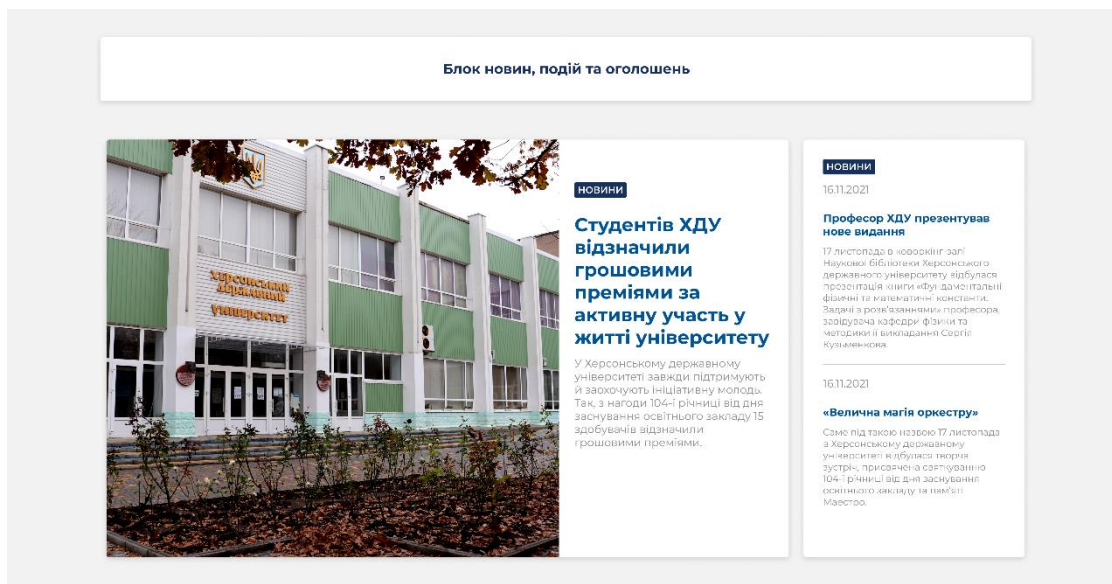 Блок новин, подій та оголошень
Херсонський
державний
університет
НОВИНИ
Студентів ХДУ
відзначили
грошовими
преміями за
активну участь у
житті університету
У Херсонському державному
університеті завжди підтримують
й заохочують ініціативну молодь.
Так, з нагоди 104-ї річниці від дня
заснування освітнього закладу 15
здобувачів відзначили
грошовими преміями.
НОВИНИ
16.11.2021
Професор ХДУ презентував
нове видання
17 листопада в коворкінг-залі
Наукової бібліотеки Херсонського
державного університету відбулася
презентація книги «Фундаментальні
фізичні та математичні константи.
Задачі з розв'язаннями» професора,
завідувача кафедри фізики та
методики її викладання Сергія
Кузьменкова.
16.11.2021
«Велична магія оркестру»
Саме під такою назвою 17 листопада
в Херсонському державному
університеті відбулася творча
зустріч, присвячена святкуванню
104-ї річниці від дня заснування
освітнього закладу та пам'яті
Маестро.